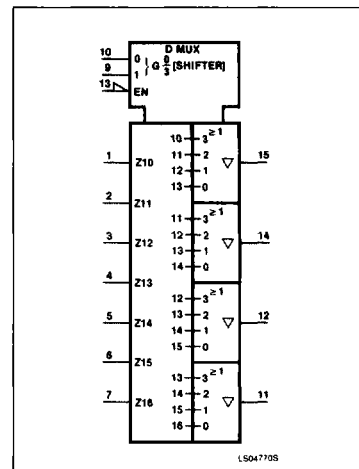 D MUX
10 0 } G 0/3 [SHIFTER]
9 1
13 EN
10 3 ≥ 1
1 Z10 11 2 ▽ 15
12 1
13 0
2 Z11
11 3 ≥ 1
3 Z12 12 2 ▽ 14
13 1
14 0
4 Z13
12 3 ≥ 1
5 Z14 13 2 ▽ 12
14 1
15 0
6 Z15
13 3 ≥ 1
7 Z16 14 2 ▽ 11
15 1
16 0
LS04770S